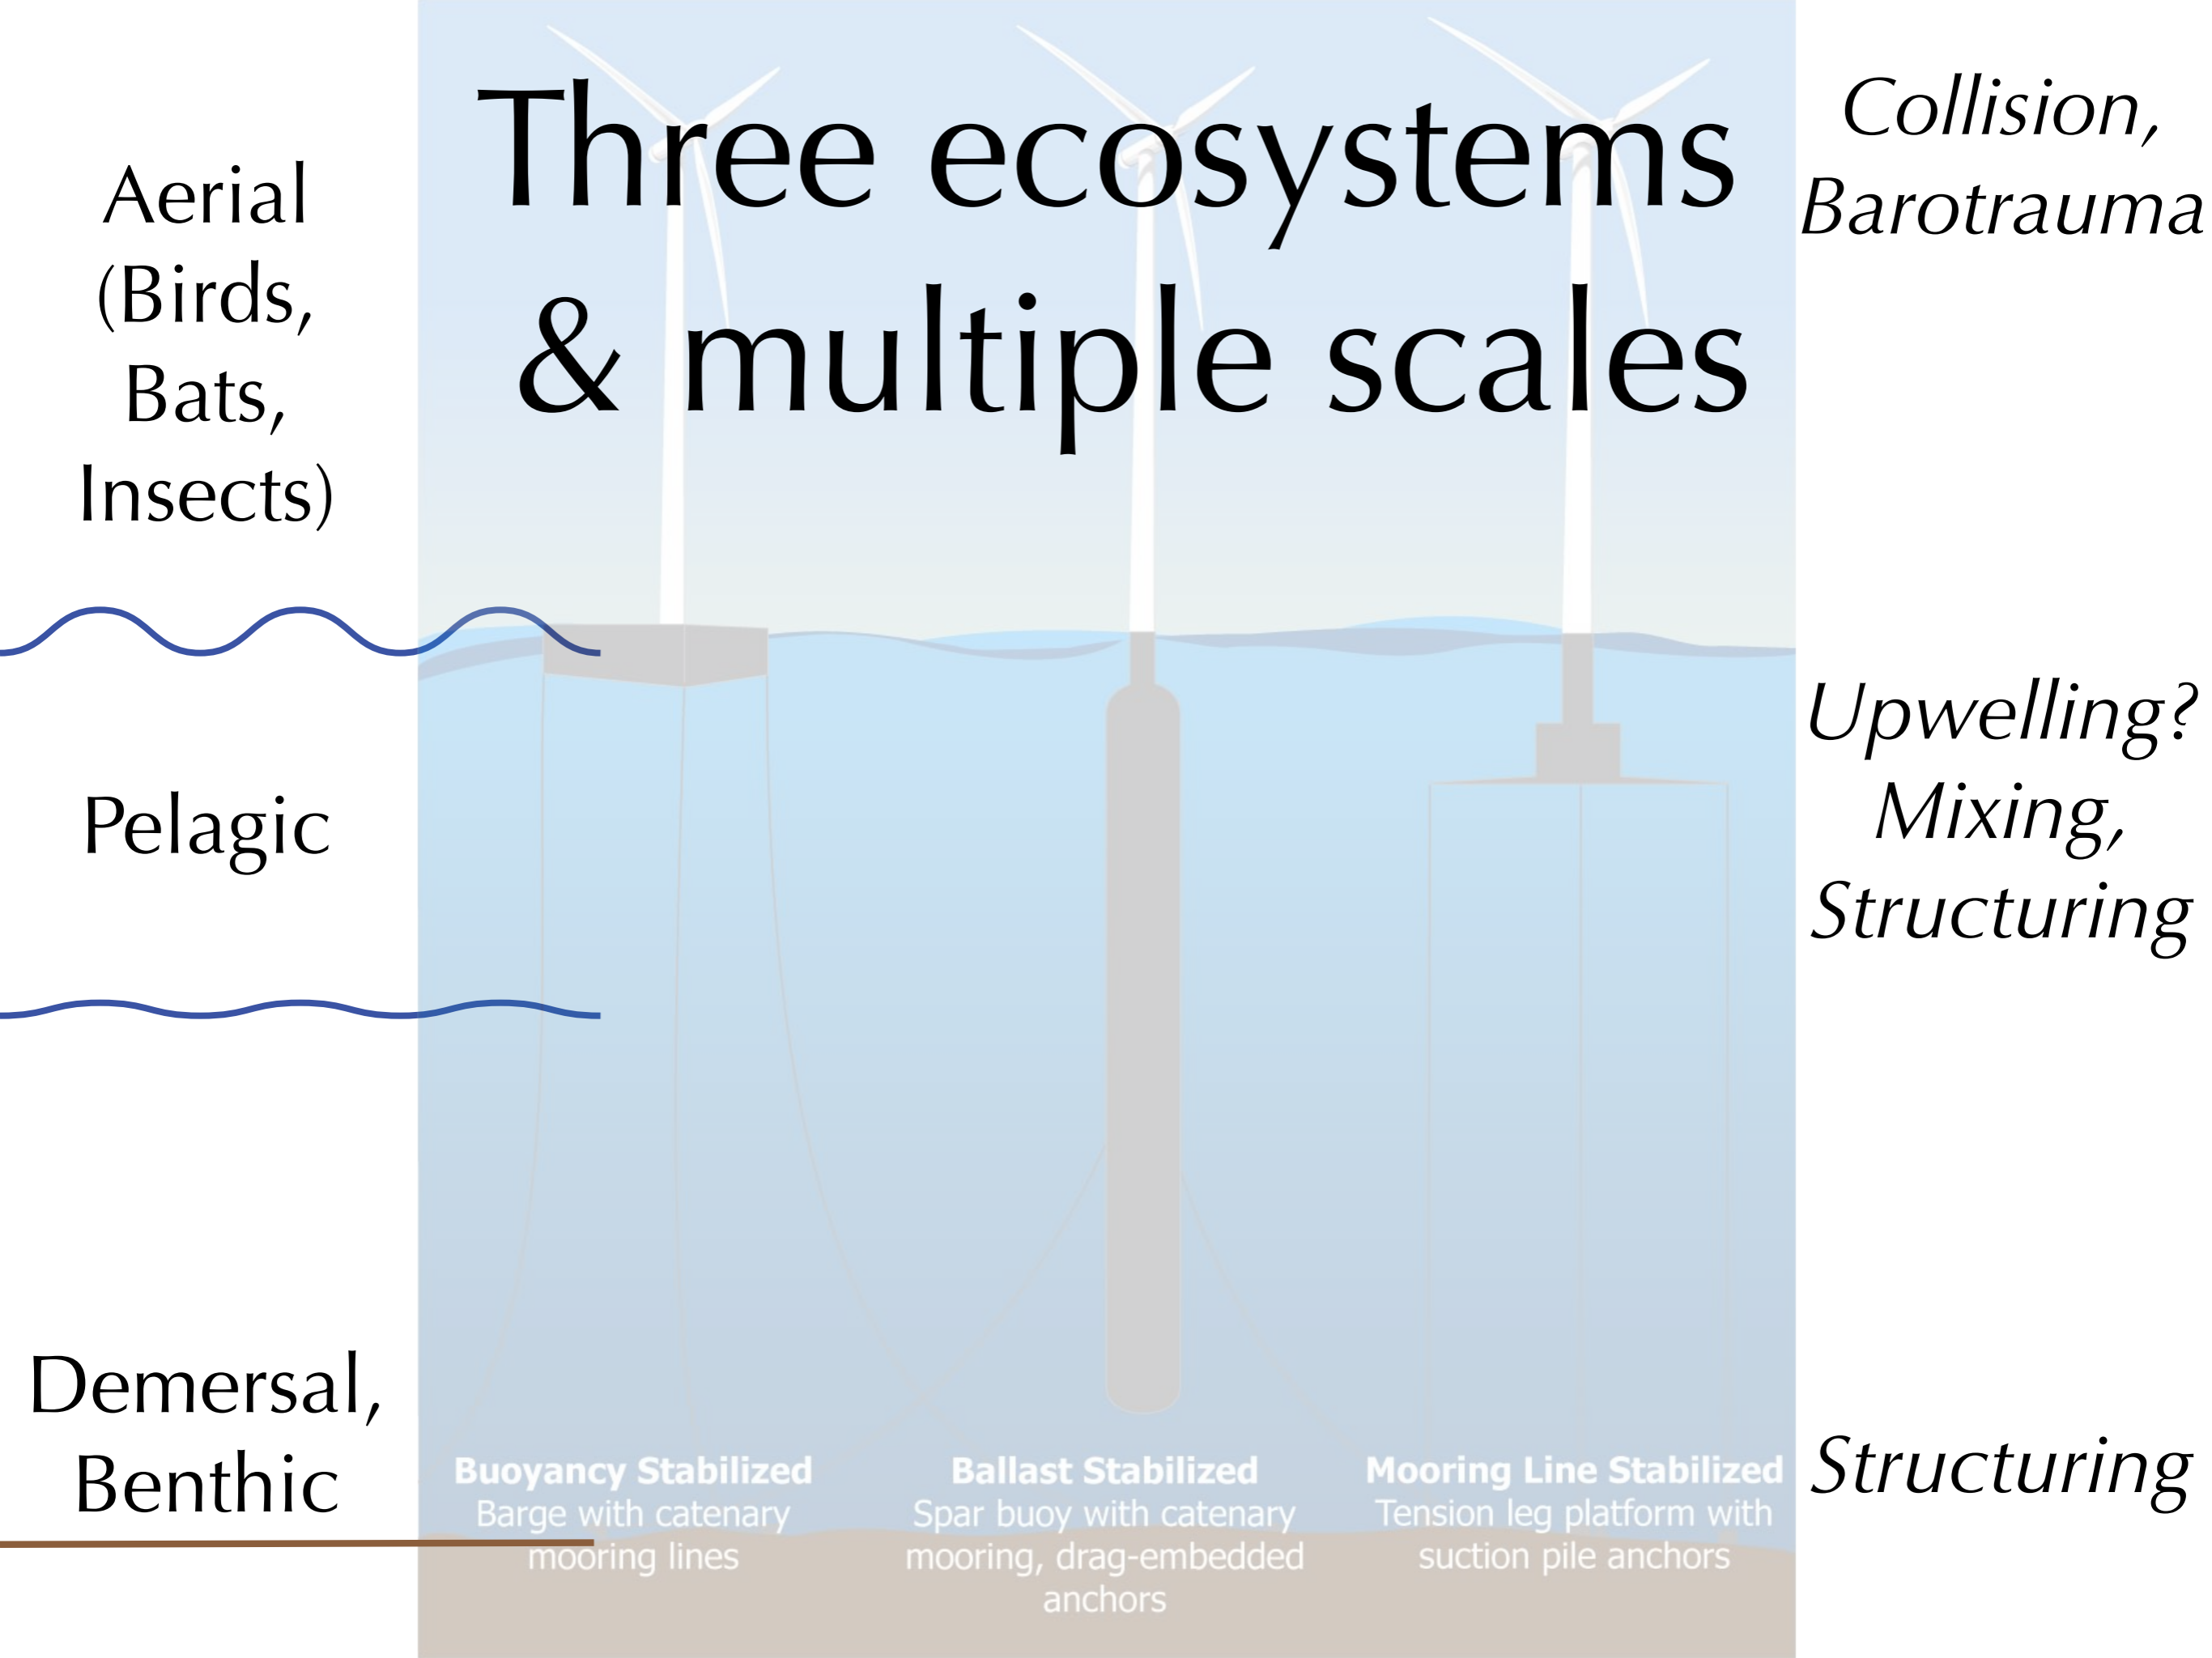 Three ecosystems
& multiple scales
Aerial
(Birds,
Bats,
Insects)
Collision,
Barotrauma
Pelagic
Upwelling?
Mixing,
Structuring
Demersal,
Benthic
Structuring
Buoyancy Stabilized
Barge with catenary
mooring lines
Ballast Stabilized
Spar buoy with catenary
mooring, drag-embedded
anchors
Mooring Line Stabilized
Tension leg platform with
suction pile anchors